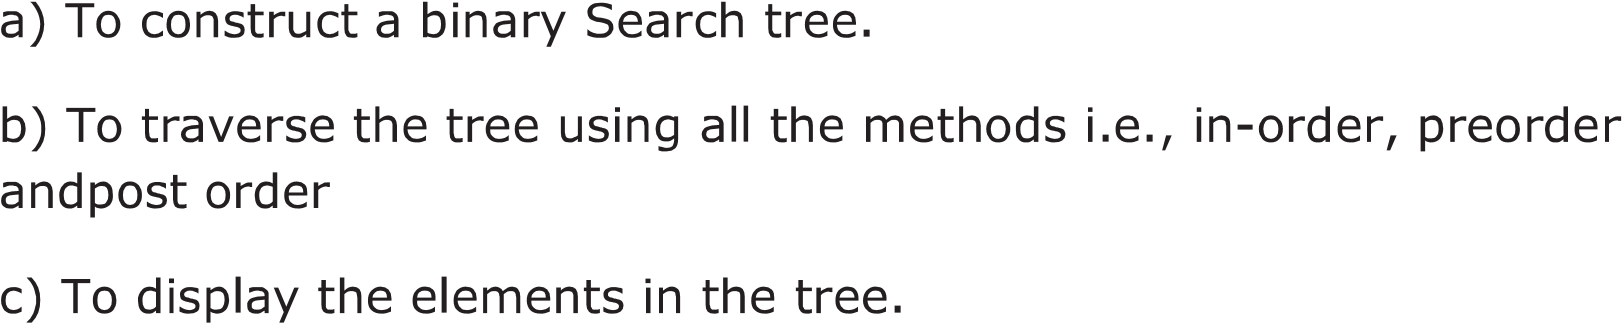 a) To construct a binary Search tree.
b) To traverse the tree using all the methods i.e., in-order, preorder
andpost order
c) To display the elements in the tree.